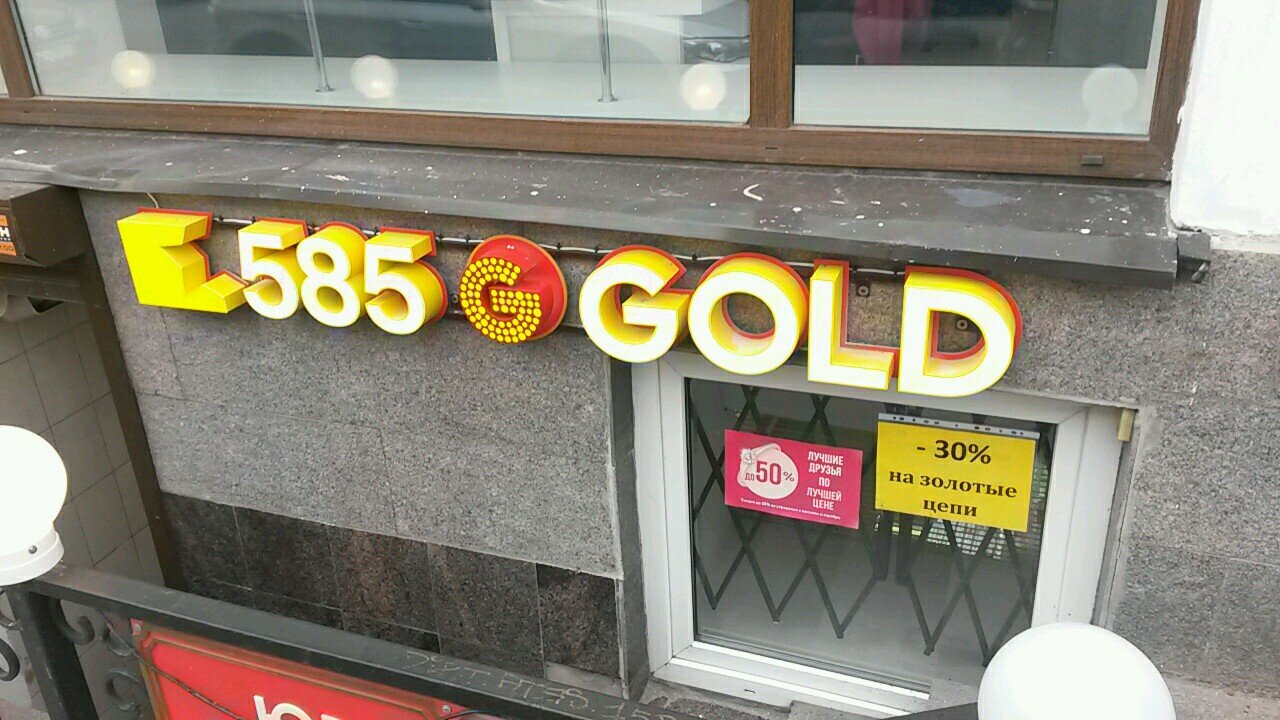 585 G GOLD
ДО 50%
ЛУЧШИЕ
ДРУЗЬЯ
ПО
ЛУЧШЕЙ
ЦЕНЕ
- 30%
на золотые
цепи